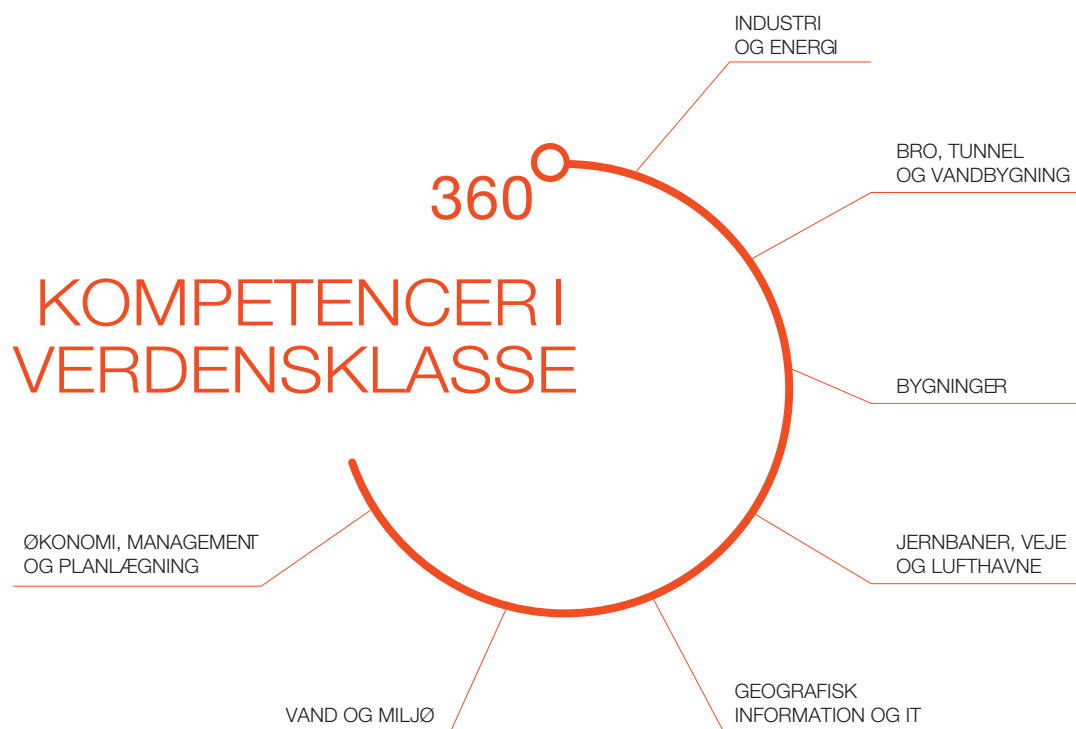 INDUSTRI
OG ENERGI
BRO, TUNNEL
OG VANDBYGNING
360
KOMPETENCER I
VERDENSKLASSE
BYGNINGER
ØKONOMI, MANAGEMENT
OG PLANLÆGNING
JERNBANER, VEJE
OG LUFTHAVNE
VAND OG MILJØ
GEOGRAFISK
INFORMATION OG IT